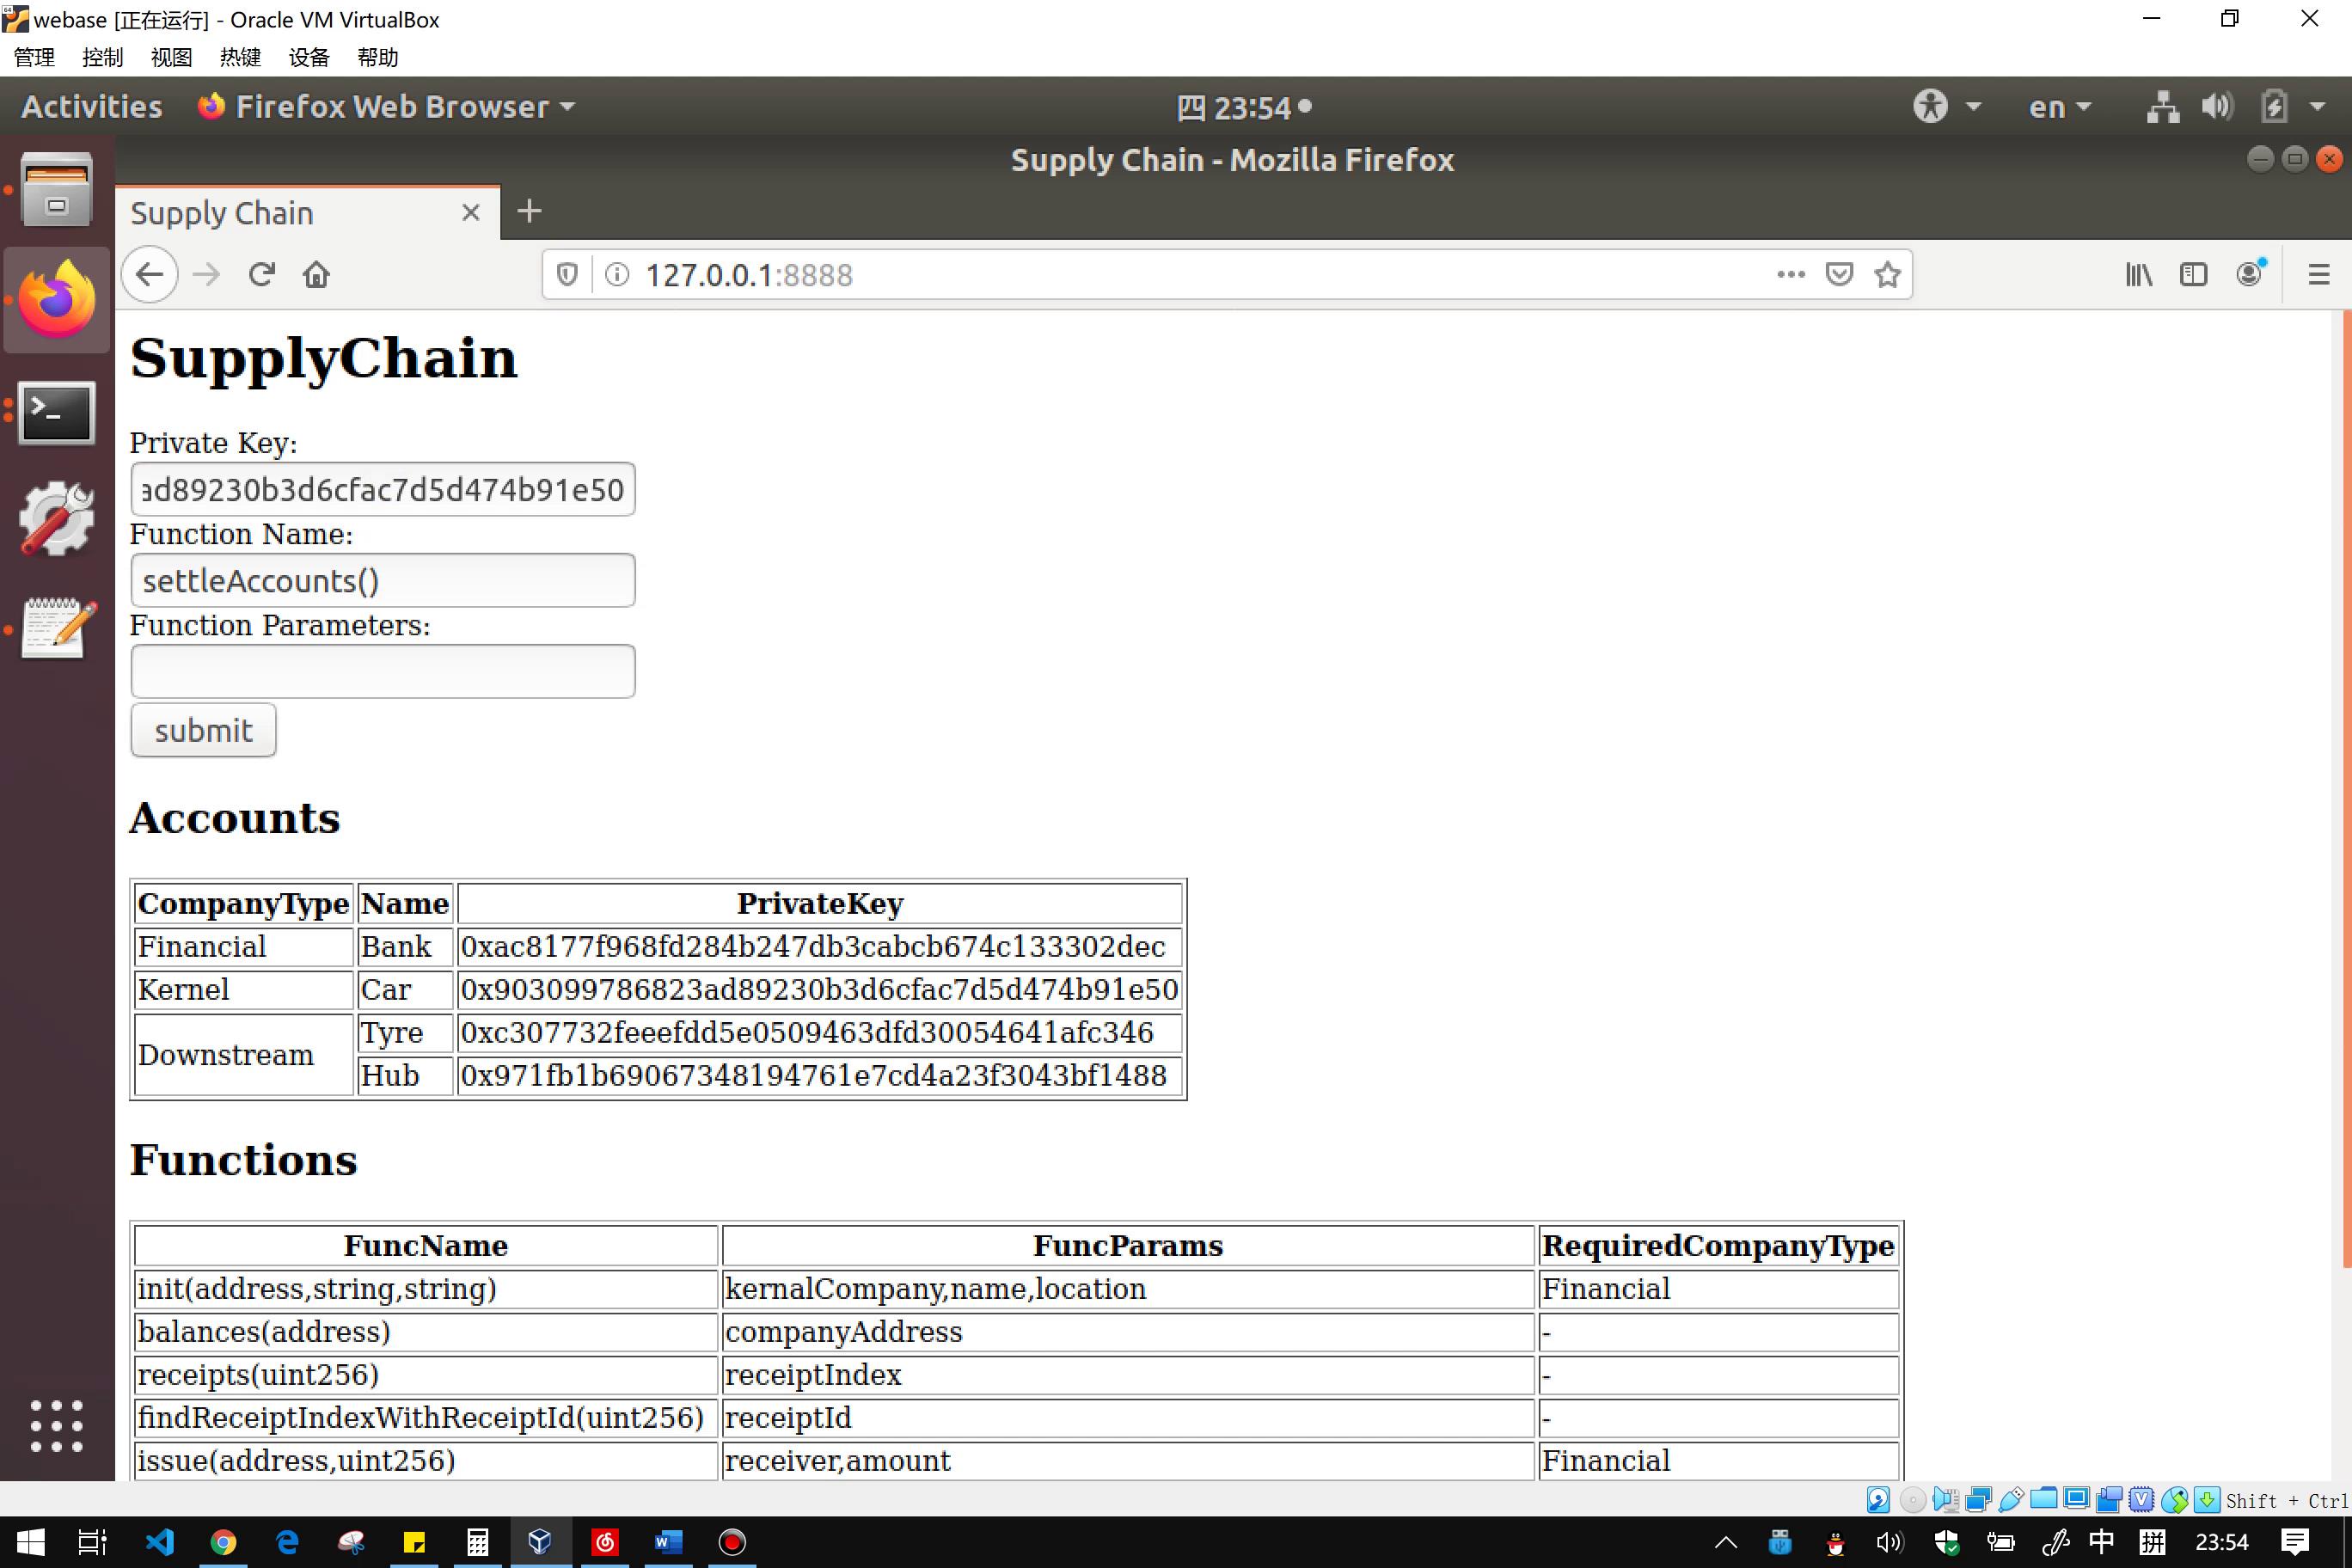 webase [正在运行] - Oracle VM VirtualBox
管理 控制 视图 热键 设备 帮助
Activities Firefox Web Browser 四 23:54 en
Supply Chain - Mozilla Firefox
Supply Chain
127.0.0.1:8888
SupplyChain
Private Key:
ad89230b3d6cfac7d5d474b91e50
Function Name:
settleAccounts()
Function Parameters:
submit
Accounts
CompanyType Name PrivateKey
Financial Bank 0xac8177f968fd284b247db3cabcb674c133302dec
Kernel Car 0x903099786823ad89230b3d6cfac7d5d474b91e50
Downstream Tyre 0xc307732feeefdd5e0509463dfd30054641afc346
Hub 0x971fb1b69067348194761e7cd4a23f3043bf1488
Functions
FuncName FuncParams RequiredCompanyType
init(address,string,string) kernalCompany,name,location Financial
balances(address) companyAddress -
receipts(uint256) receiptIndex -
findReceiptIndexWithReceiptId(uint256) receiptId -
issue(address,uint256) receiver,amount Financial
Shift + Ctrl
中 拼 23:54